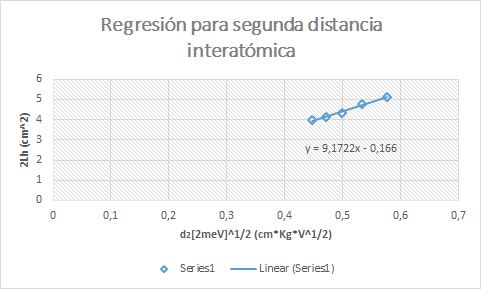 Regresión para segunda distancia
interatómica
2Lh (cm^2)
6
5
4
3
2
1
0
y = 9,1722x - 0,166
0 0,1 0,2 0,3 0,4 0,5 0,6 0,7
d2[2meV]^1/2 (cm*Kg*V^1/2)
Series1 Linear (Series1)